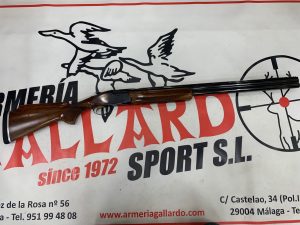 ARMERIA
GALLARDO
since 1972 SPORT S.L.
ez de la Rosa nº 56
a - Tel. 951 99 48 08
www.armeriagallardo.com
C/ Castelao, 34 (Pol.I
29004 Málaga - Te